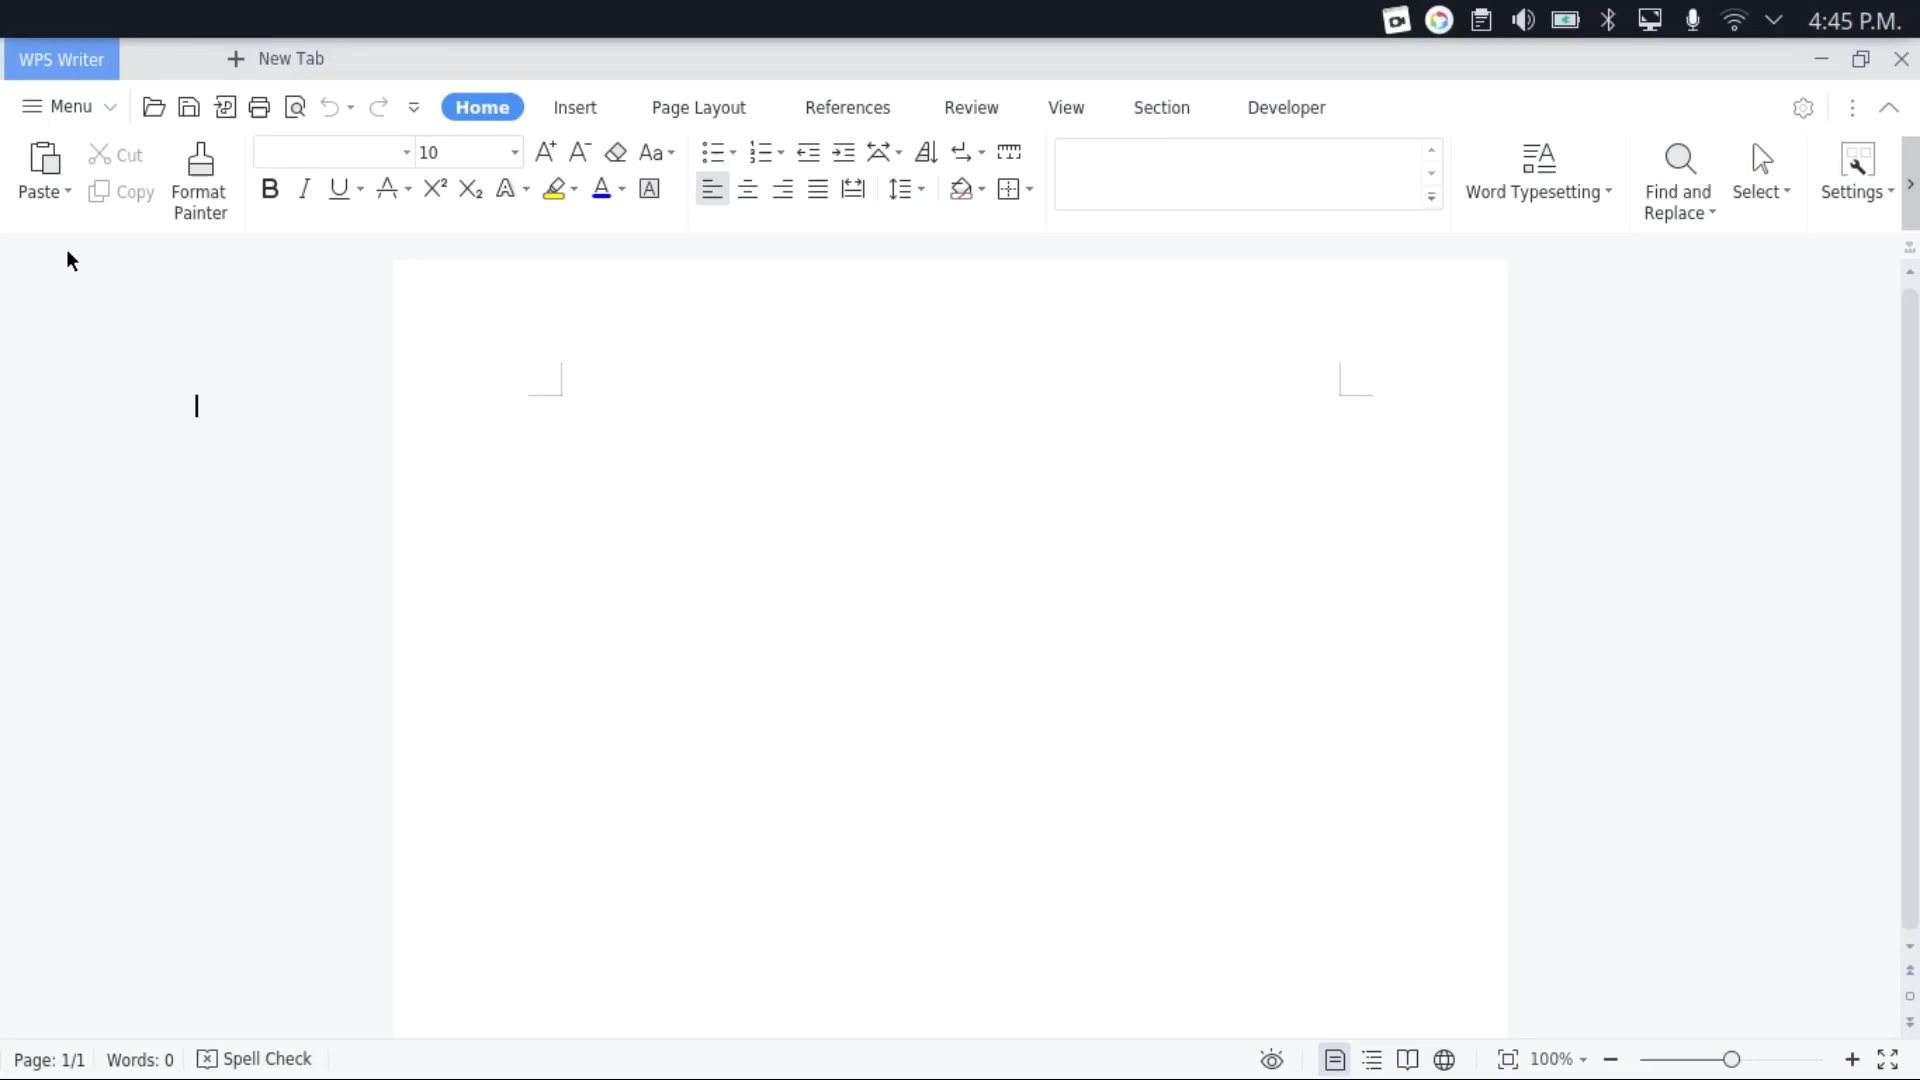 4:45 P.M.
WPS Writer
New Tab
Menu
Home
Insert
Page Layout
References
Review
View
Section
Developer
Paste
Cut
Copy
Format
Painter
10
Aa
Word Typesetting
Find and
Replace
Select
Settings
Page: 1/1
Words: 0
Spell Check
100%